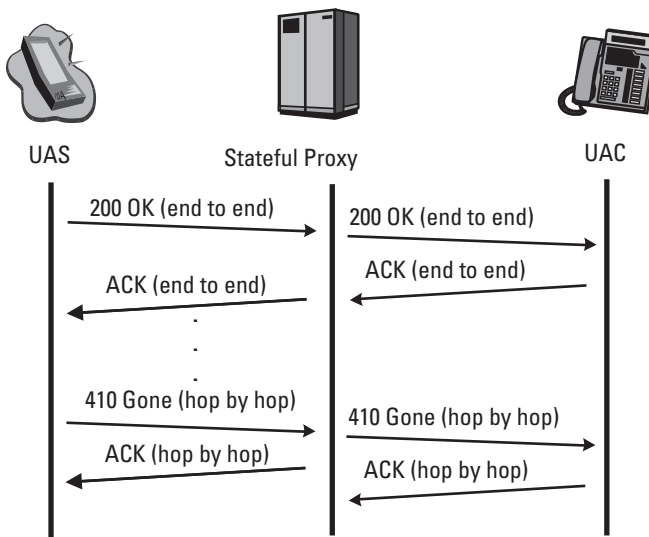 UAS
Stateful Proxy
UAC
200 OK (end to end)
200 OK (end to end)
ACK (end to end)
ACK (end to end)
.
.
.
410 Gone (hop by hop)
410 Gone (hop by hop)
ACK (hop by hop)
ACK (hop by hop)